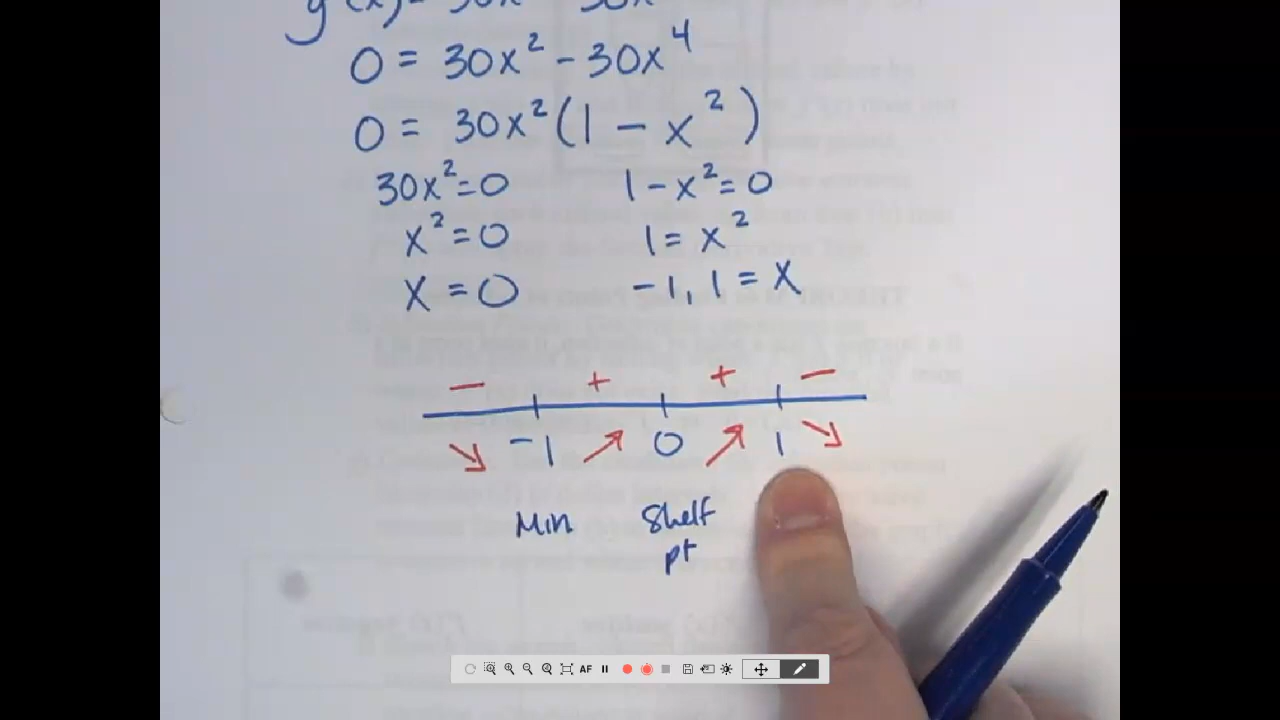 0 = 30x² - 30x⁴
0 = 30x²(1 - x²)
30x²=0 1-x²=0
x²=0 1=x²
x=0 -1,1=x
- + + -
-1 0 1
Min Shelf
pt
AF